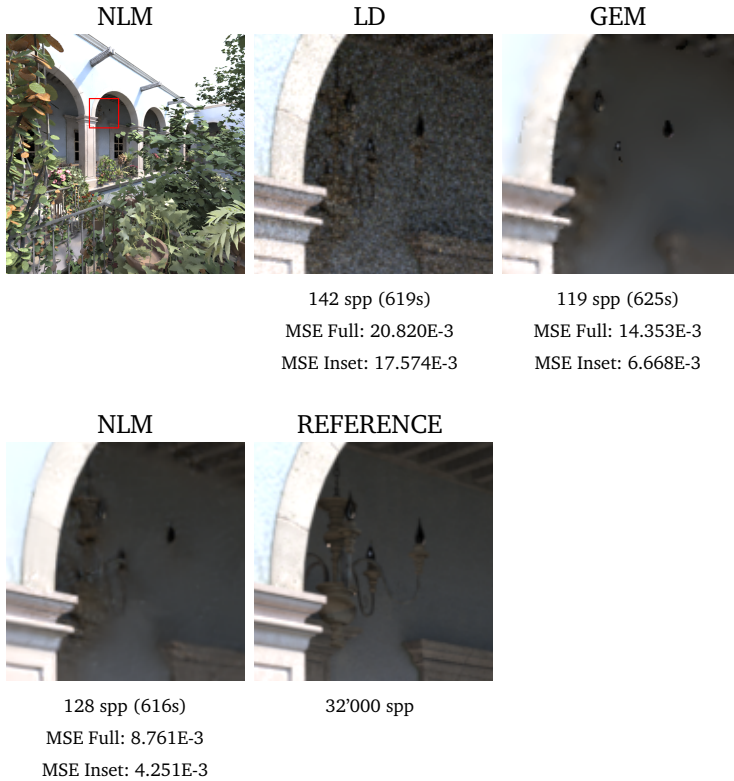 NLM
LD
GEM
142 spp (619s)
MSE Full: 20.820E-3
MSE Inset: 17.574E-3
119 spp (625s)
MSE Full: 14.353E-3
MSE Inset: 6.668E-3
NLM
REFERENCE
128 spp (616s)
MSE Full: 8.761E-3
MSE Inset: 4.251E-3
32'000 spp